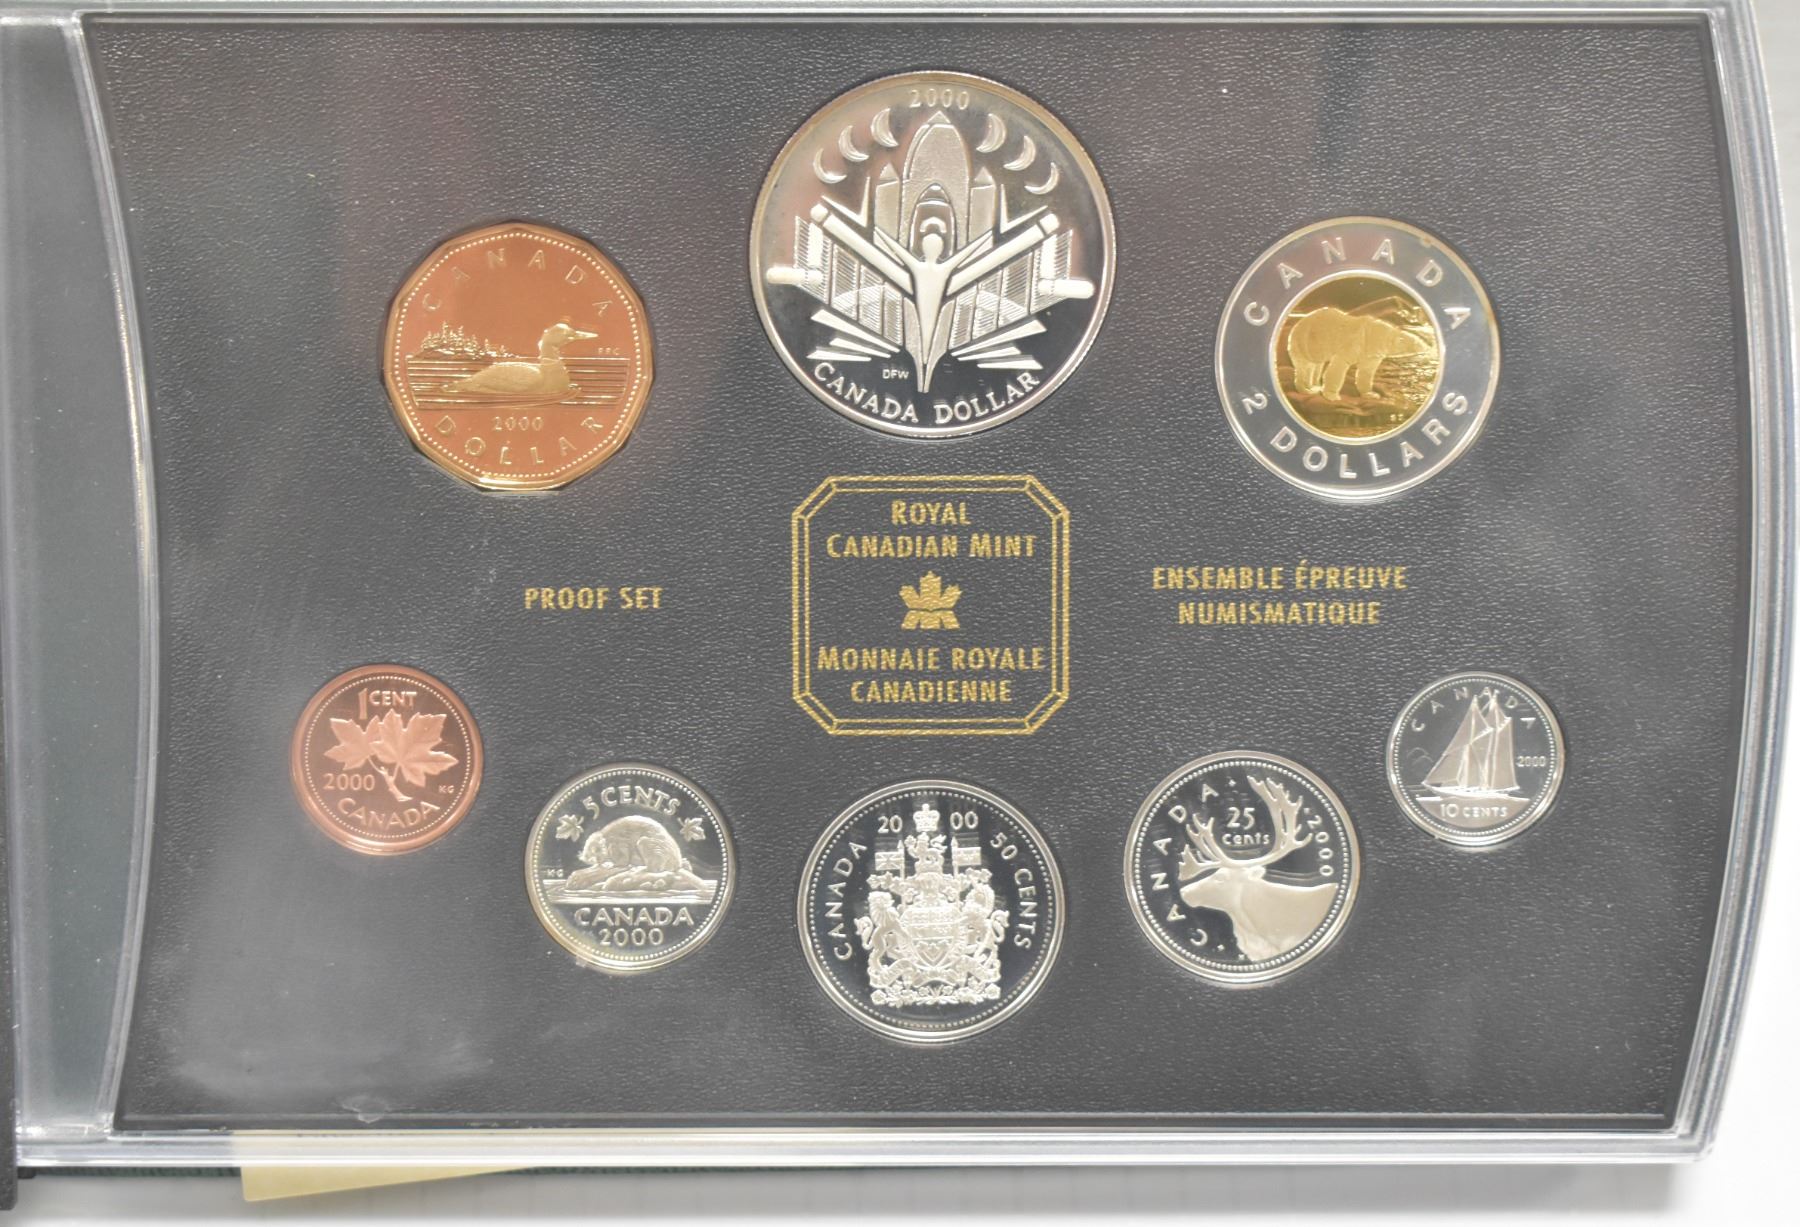 2000
DFW
CANADA DOLLAR
CANADA
2000
DOLLAR
CANADA
2 DOLLARS
ROYAL
CANADIAN MINT
MONNAIE ROYALE
CANADIENNE
PROOF SET
ENSEMBLE ÉPREUVE
NUMISMATIQUE
1 CENT
2000
KG
CANADA
5 CENTS
KG
CANADA
2000
20 00
CANADA
50 CENTS
CANADA
25
cents
2000
CANADA
2000
10 CENTS